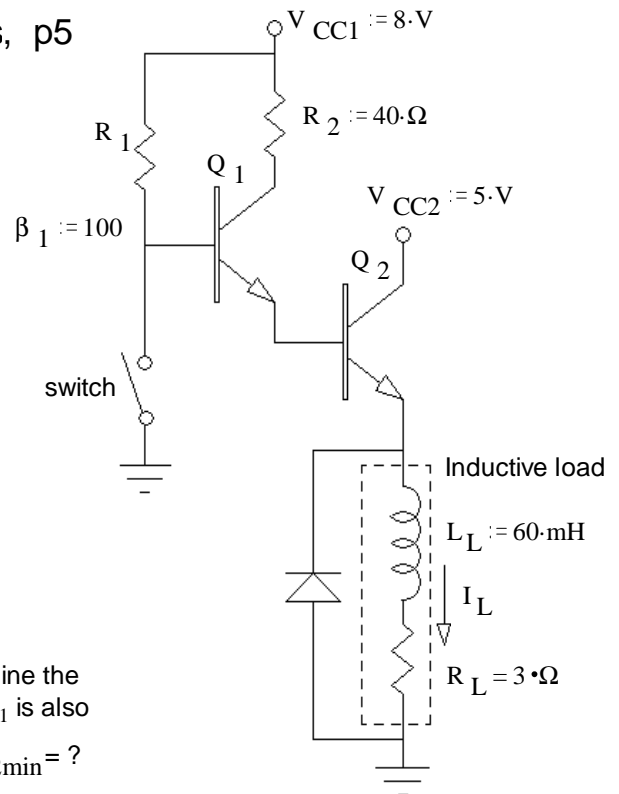 s, p5
V CC1 := 8·V
R 1
R 2 := 40·Ω
Q 1
V CC2 := 5·V
β 1 := 100
Q 2
switch
Inductive load
L L := 60·mH
I L
R L = 3 •Ω
ine the
1 is also
min = ?